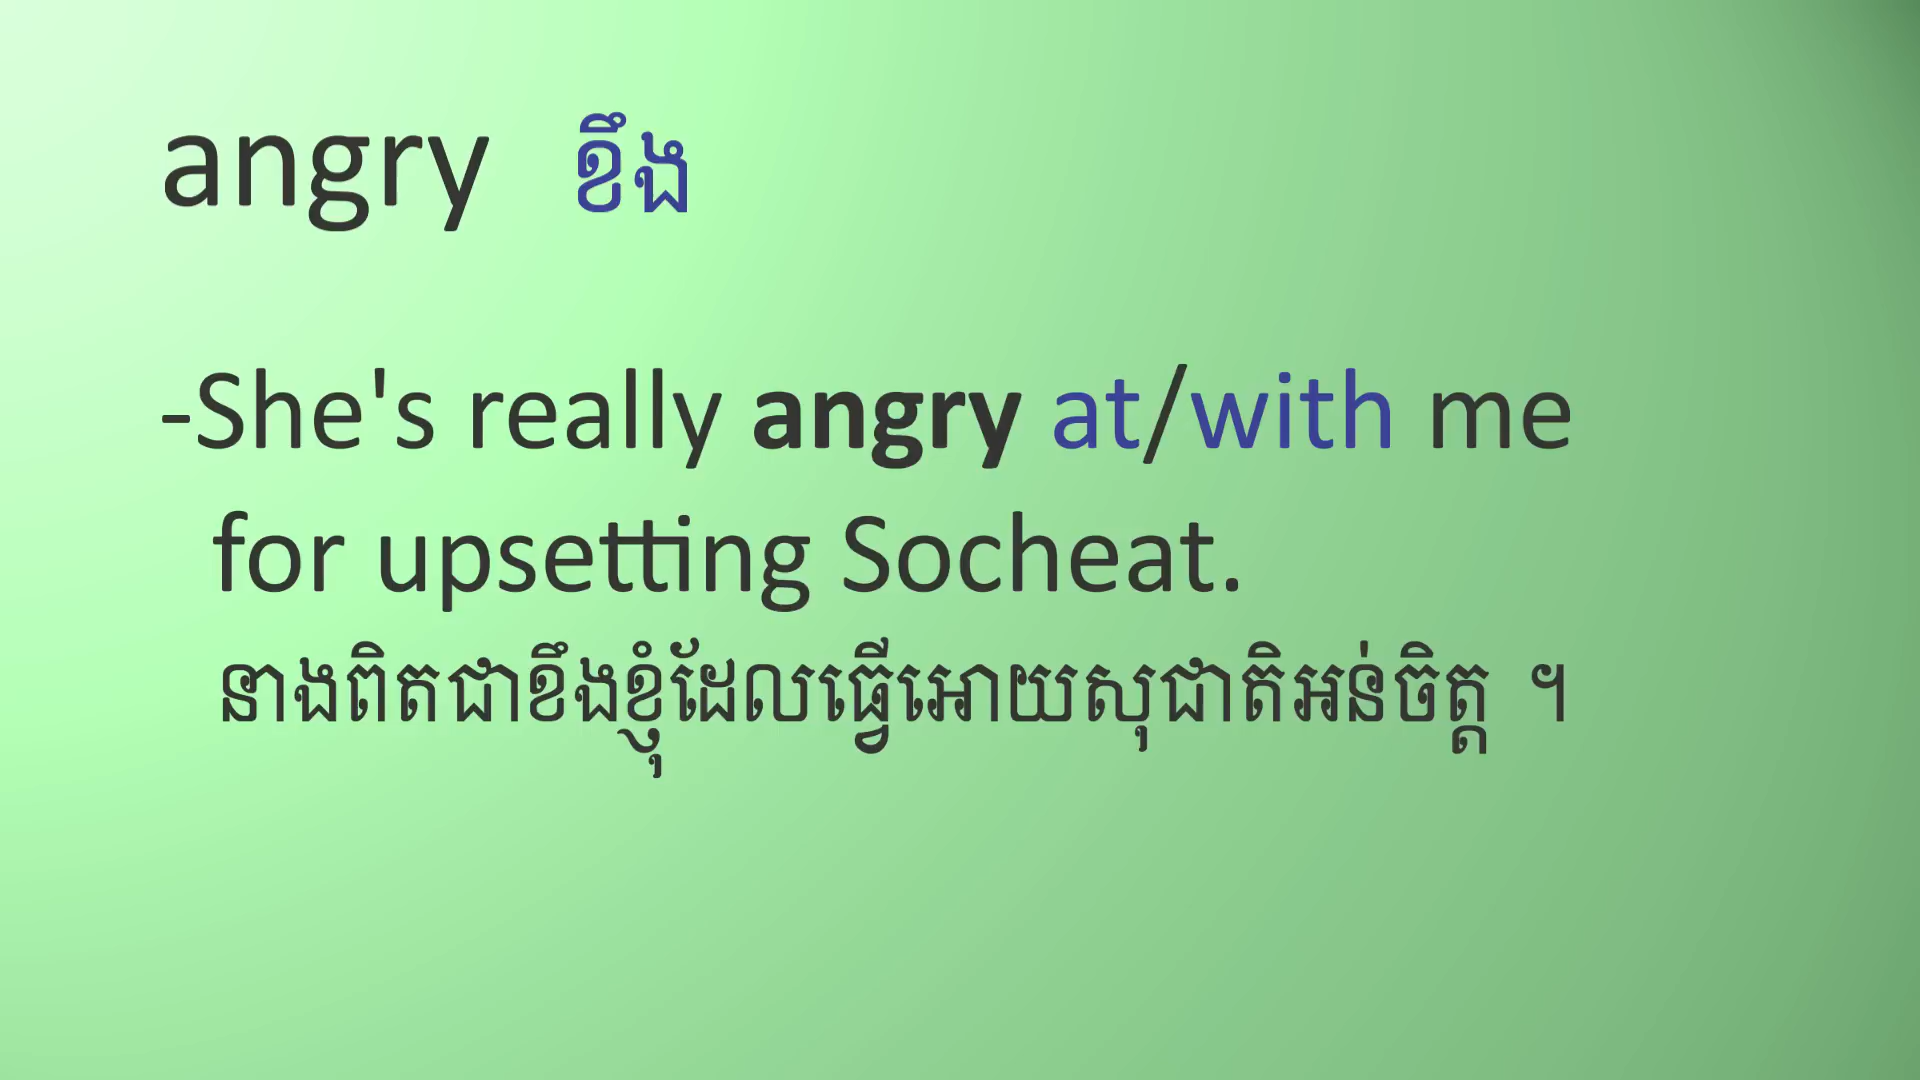 angry ខឹង
-She's really angry at/with me
for upsetting Socheat.
នាងពិតជាខឹងខ្ញុំដែលធ្វើអោយសុជាតិអន់ចិត្ត ។